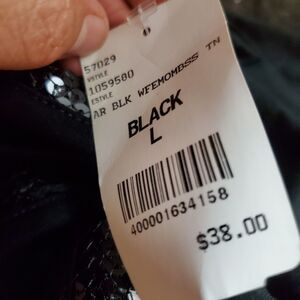 57029
VSTYLE
1059580
ESTYLE
AR BLK WFEMOMBSS TN
BLACK
L
400001634158
$38.00